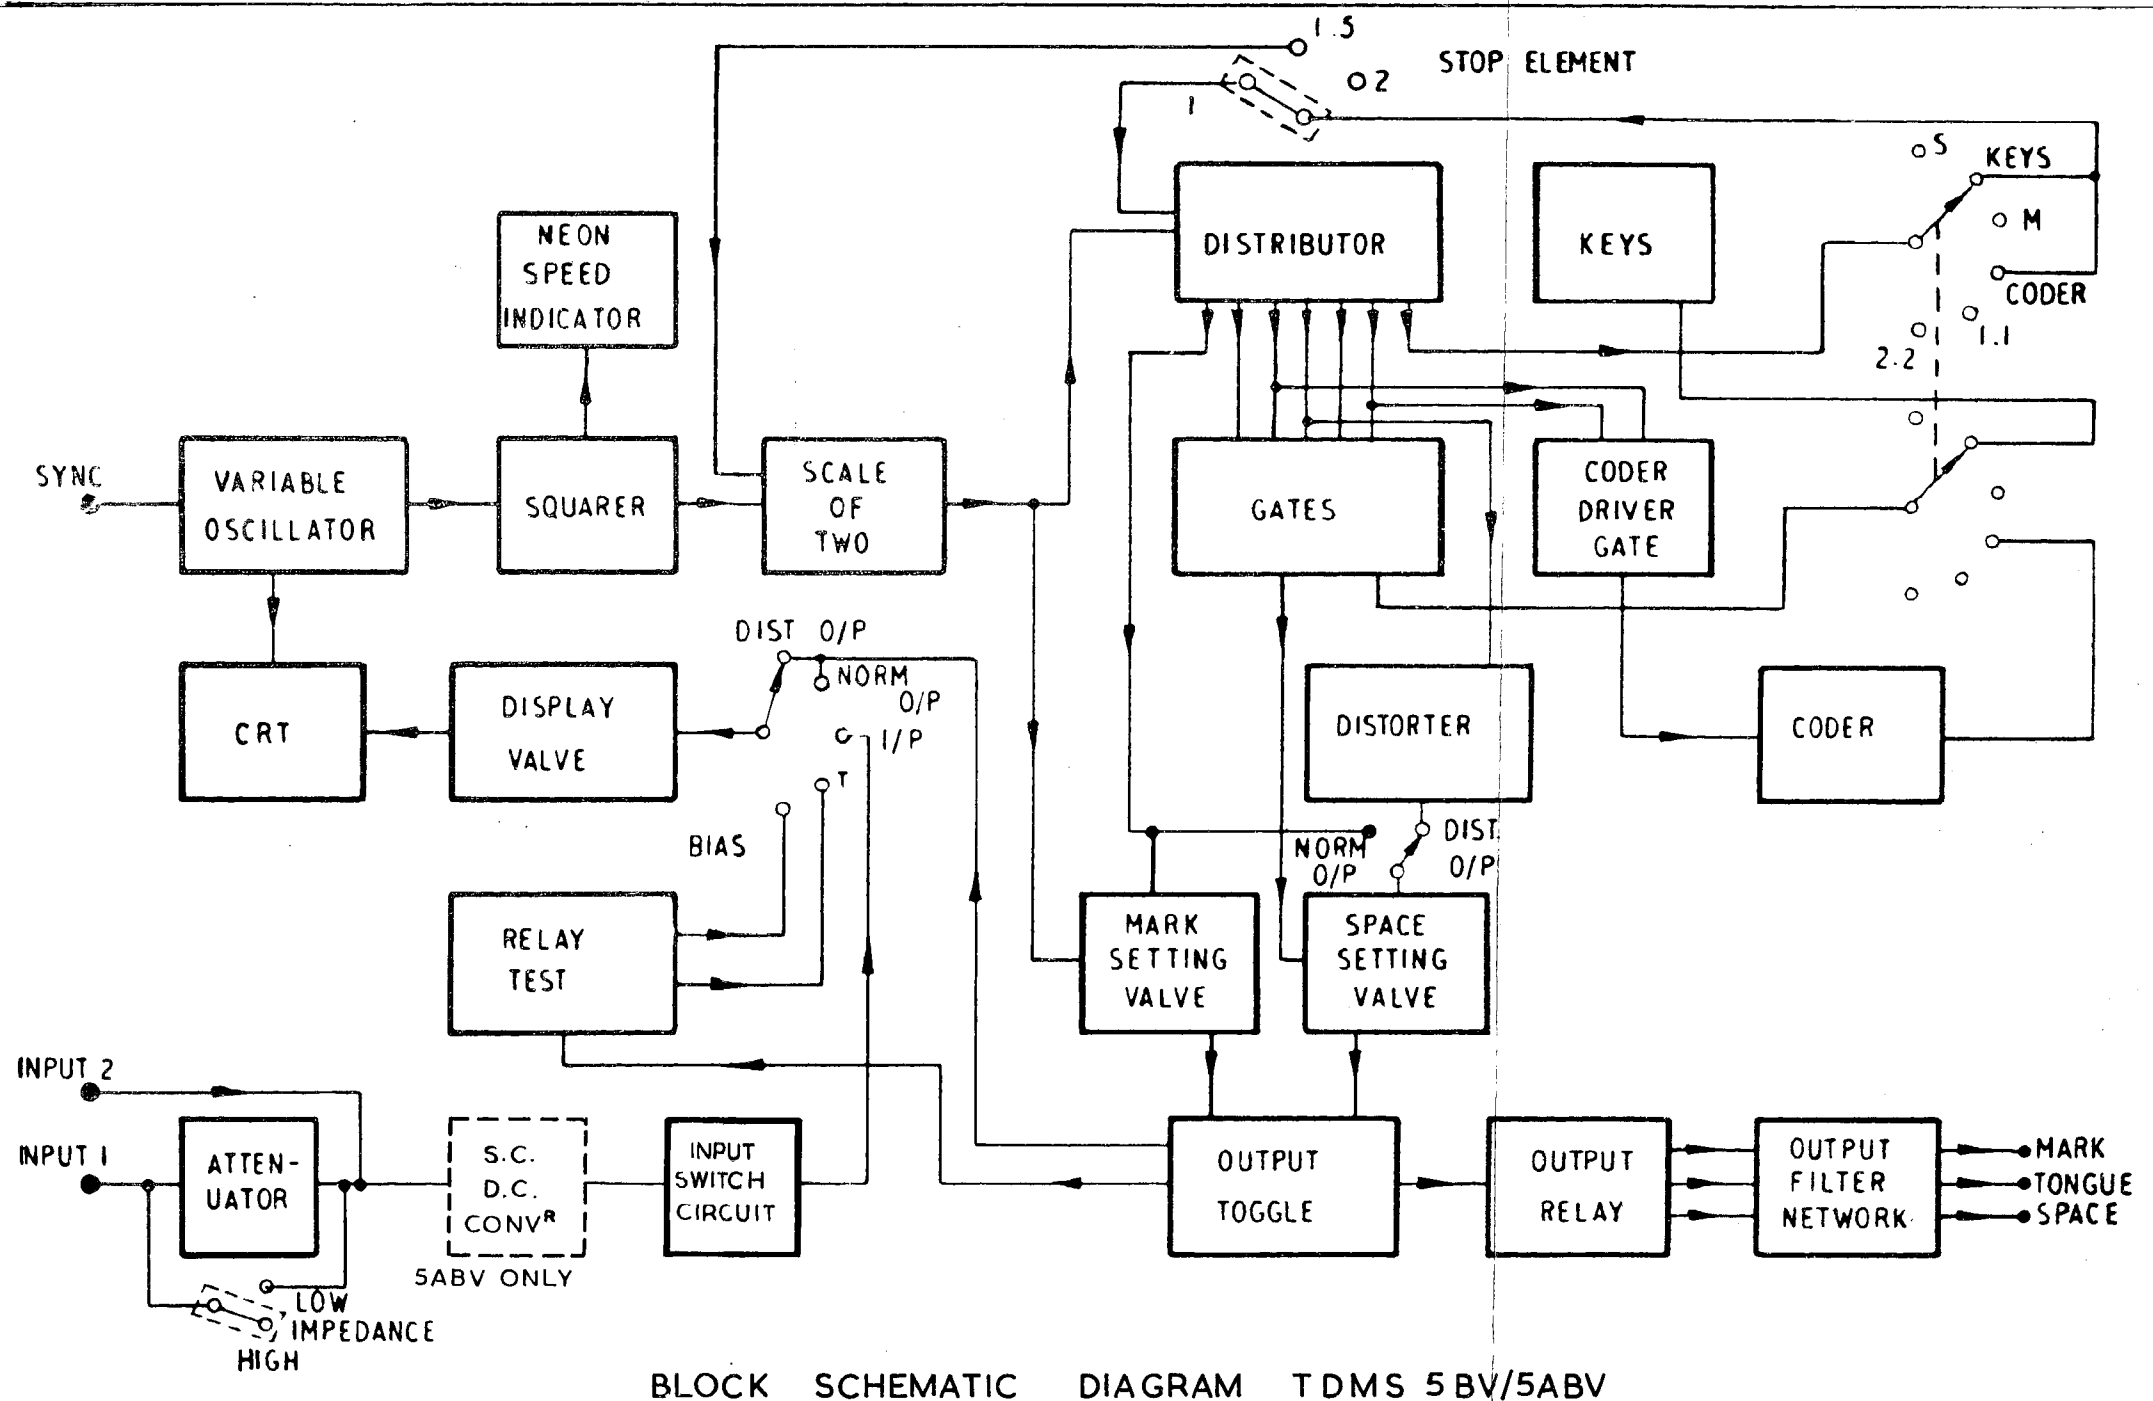 1.5
STOP ELEMENT
2
1
S
KEYS
M
CODER
1.1
2.2
NEON
SPEED
INDICATOR
DISTRIBUTOR
KEYS
SYNC
VARIABLE
OSCILLATOR
SQUARER
SCALE
OF
TWO
GATES
CODER
DRIVER
GATE
DIST O/P
NORM
O/P
I/P
T
BIAS
CRT
DISPLAY
VALVE
DISTORTER
CODER
NORM
O/P
DIST
O/P
RELAY
TEST
MARK
SETTING
VALVE
SPACE
SETTING
VALVE
INPUT 2
INPUT 1
ATTEN-
UATOR
S.C.
D.C.
CONVR
5ABV ONLY
INPUT
SWITCH
CIRCUIT
OUTPUT
TOGGLE
OUTPUT
RELAY
OUTPUT
FILTER
NETWORK
MARK
TONGUE
SPACE
LOW
IMPEDANCE
HIGH
BLOCK SCHEMATIC DIAGRAM TDMS 5BV/5ABV